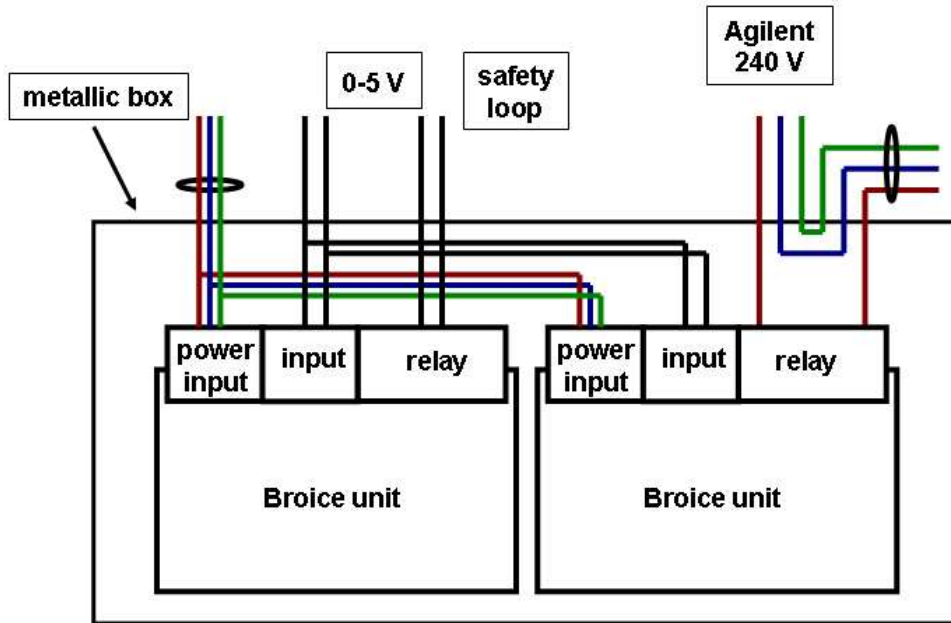 Agilent
240 V
0-5 V
safety
loop
metallic box
power
input
input
relay
power
input
input
relay
Broice unit
Broice unit